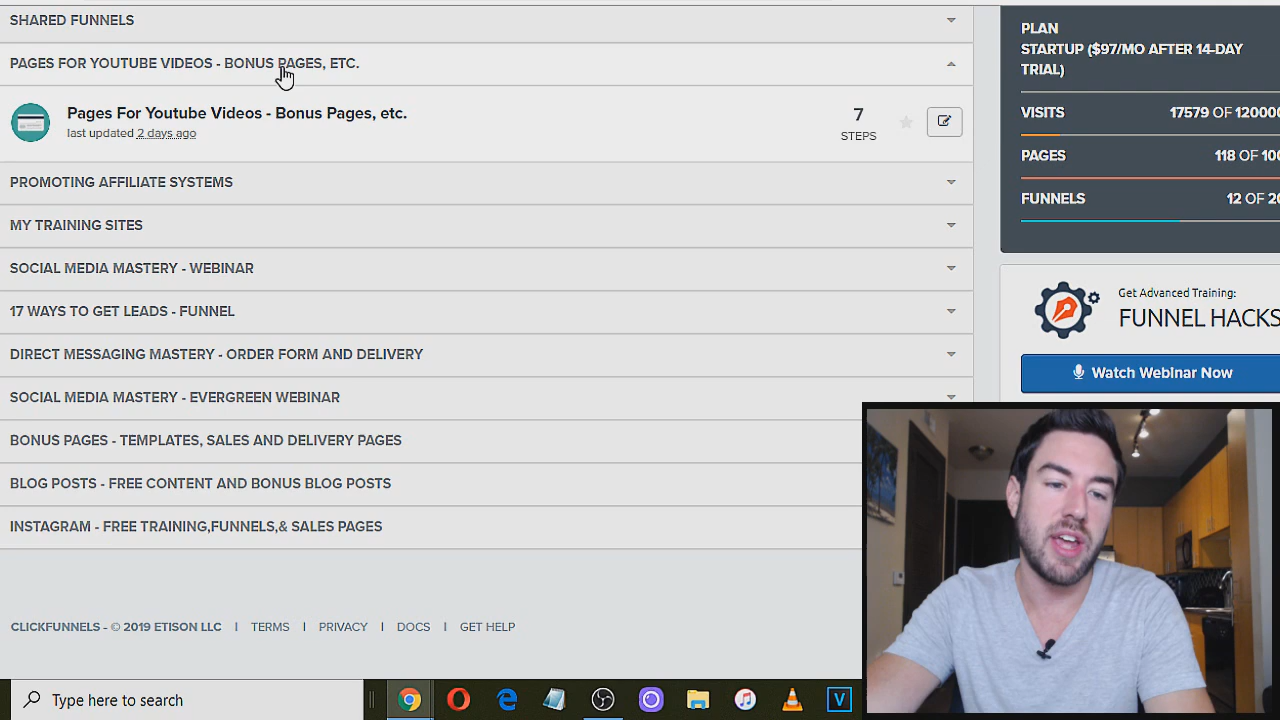 SHARED FUNNELS
PAGES FOR YOUTUBE VIDEOS - BONUS PAGES, ETC.
Pages For Youtube Videos - Bonus Pages, etc.
last updated 2 days ago
7
STEPS
PROMOTING AFFILIATE SYSTEMS
MY TRAINING SITES
SOCIAL MEDIA MASTERY - WEBINAR
17 WAYS TO GET LEADS - FUNNEL
DIRECT MESSAGING MASTERY - ORDER FORM AND DELIVERY
SOCIAL MEDIA MASTERY - EVERGREEN WEBINAR
BONUS PAGES - TEMPLATES, SALES AND DELIVERY PAGES
BLOG POSTS - FREE CONTENT AND BONUS BLOG POSTS
INSTAGRAM - FREE TRAINING,FUNNELS,& SALES PAGES
PLAN
STARTUP ($97/MO AFTER 14-DAY
TRIAL)
VISITS 17579 OF 12000
PAGES 118 OF 10
FUNNELS 12 OF 2
Get Advanced Training:
FUNNEL HACKS
Watch Webinar Now
CLICKFUNNELS - © 2019 ETISON LLC | TERMS | PRIVACY | DOCS | GET HELP
Type here to search
V